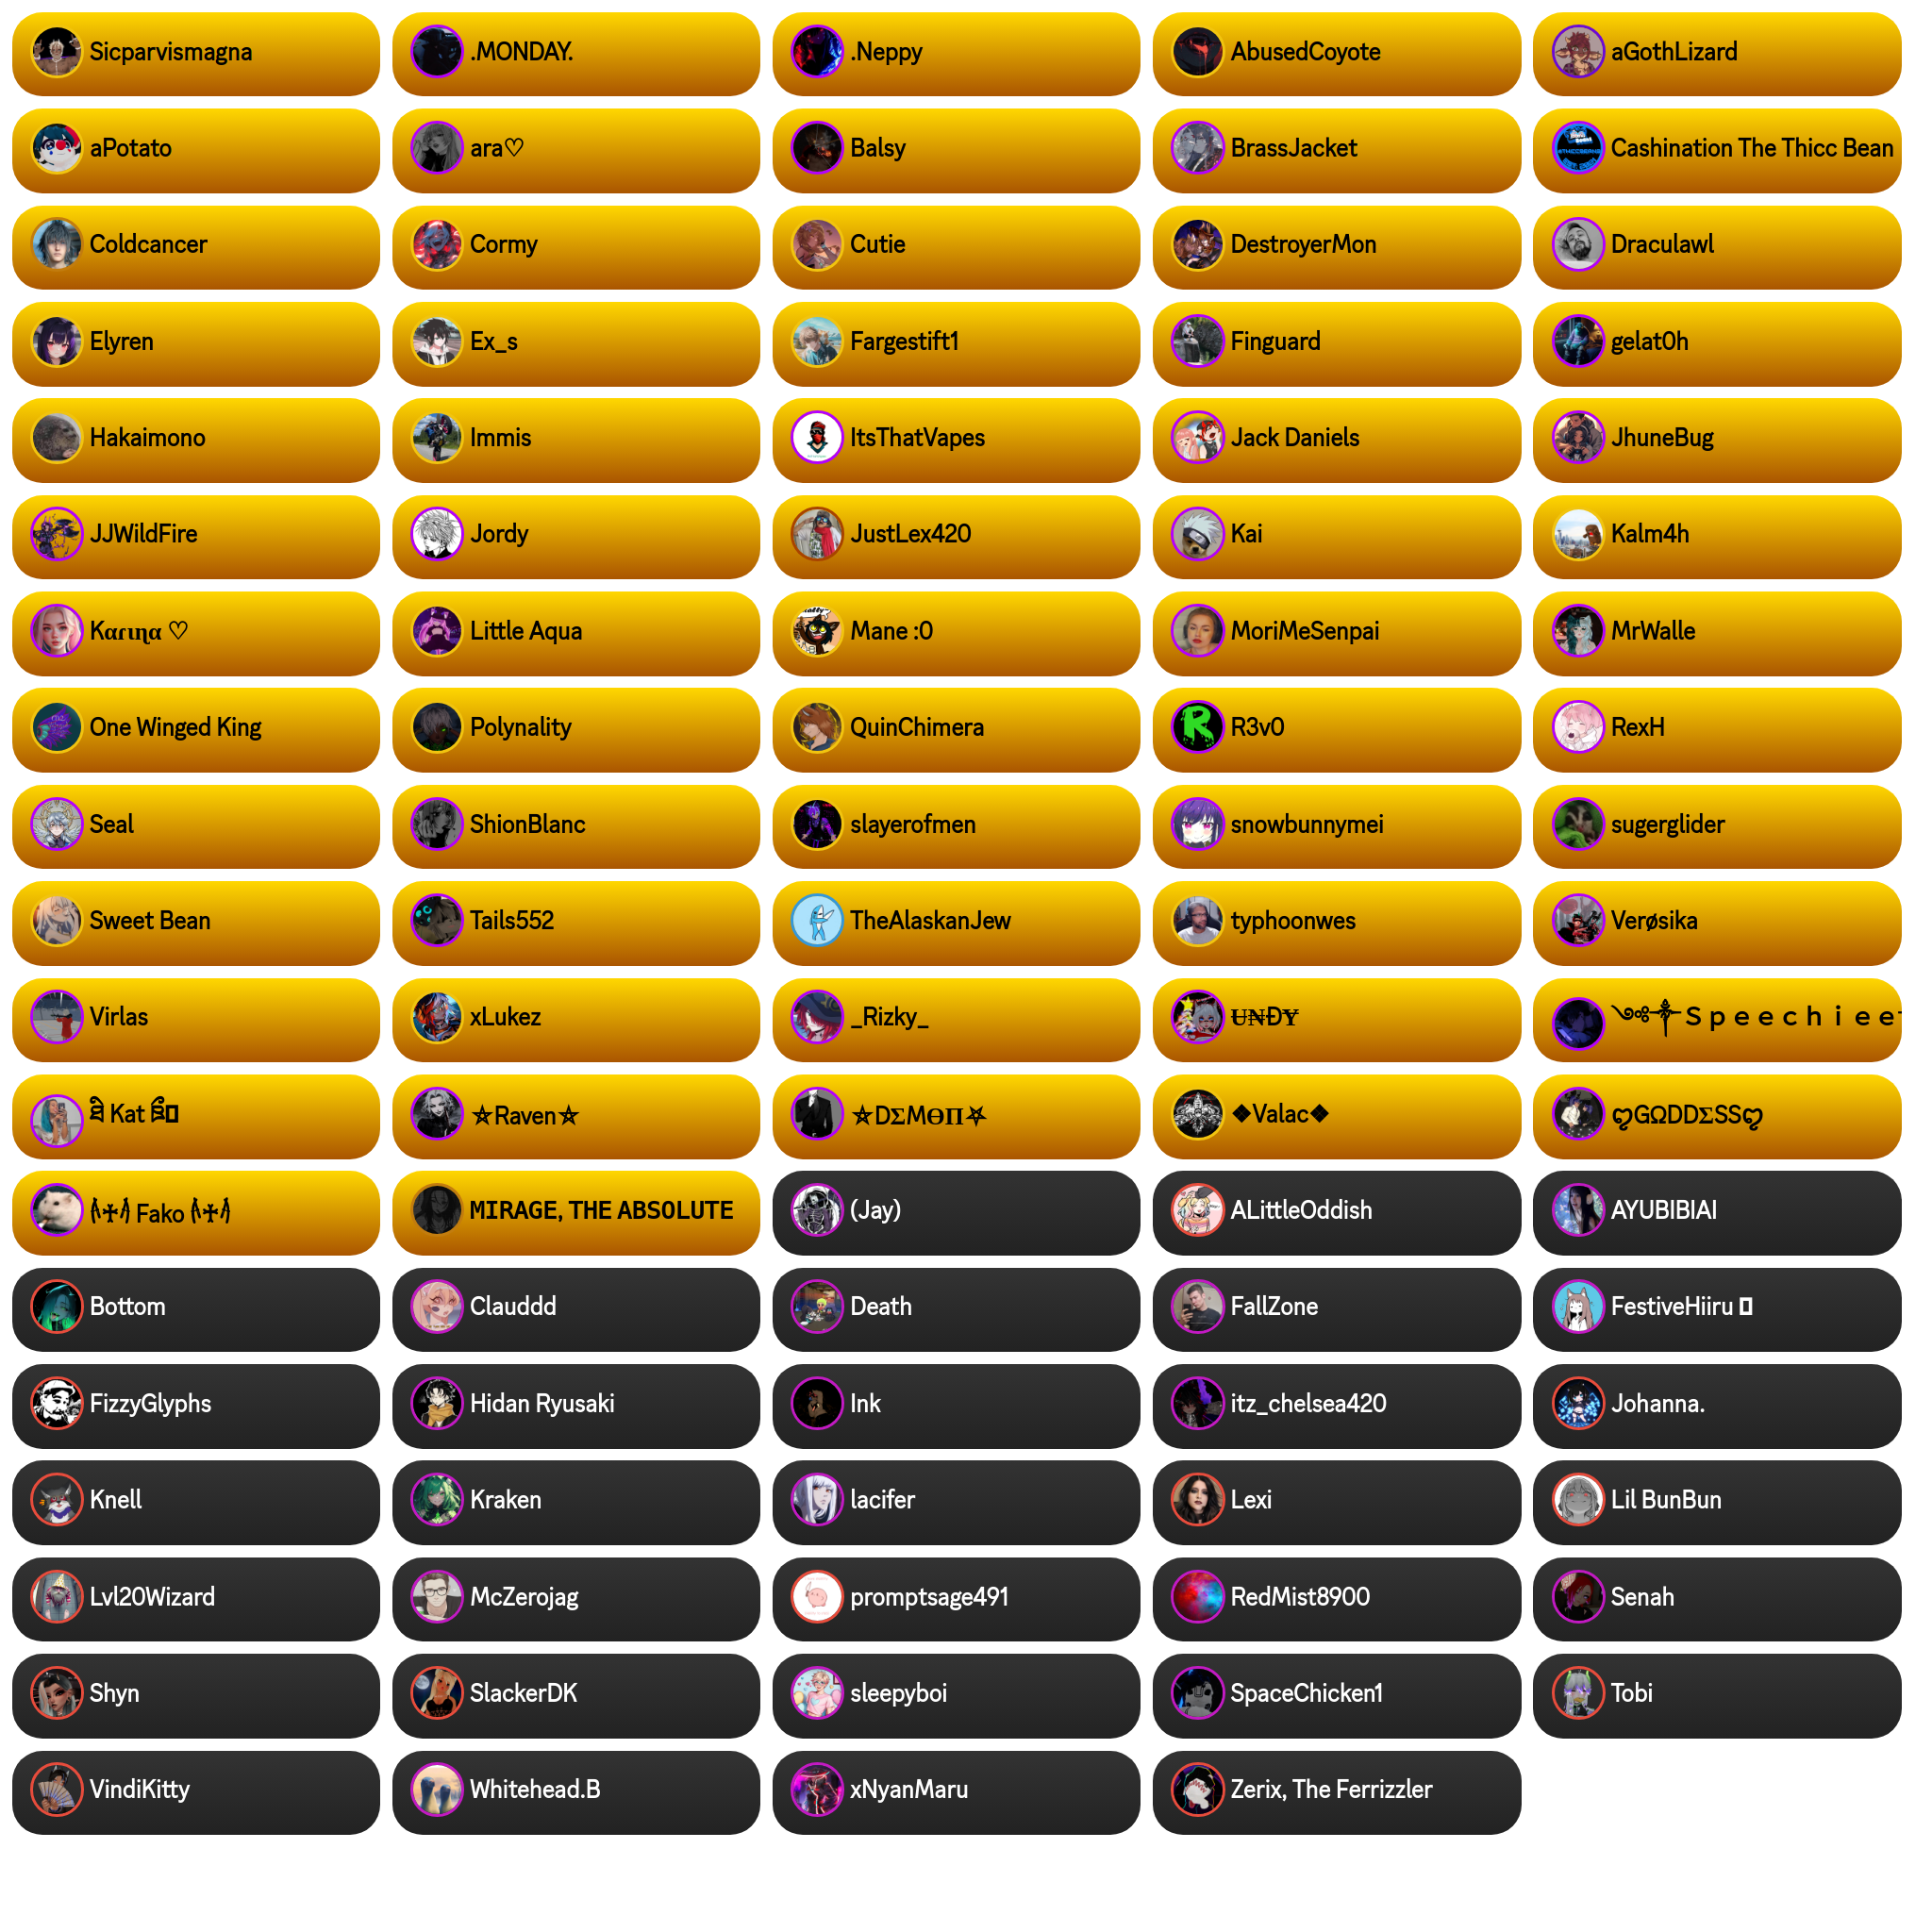 Sicparvismagna
.MONDAY.
.Neppy
AbusedCoyote
aGothLizard
aPotato
ara♡
Balsy
BrassJacket
Cashination The Thicc Bean
Coldcancer
Cormy
Cutie
DestroyerMon
Draculawl
Elyren
Ex_s
Fargestift1
Finguard
gelat0h
Hakaimono
Immis
ItsThatVapes
Jack Daniels
JhuneBug
JJWildFire
Jordy
JustLex420
Kai
Kalm4h
Kαɾιɳα ♡
Little Aqua
Mane :0
MoriMeSenpai
MrWalle
One Winged King
Polynality
QuinChimera
R3v0
RexH
Seal
ShionBlanc
slayerofmen
snowbunnymei
sugerglider
Sweet Bean
Tails552
TheAlaskanJew
typhoonwes
Verøsika
Virlas
xLukez
_Rizky_
U̶₦ĐɎ
༺✟Ｓｐｅｅｃｈｉｅｅ
Kat
⛤Raven⛤
⛤DΣMӨΠ⛧
❖Valac❖
ლGΩDDΣSSლ
Fako
MIRAGE, THE ABSOLUTE
(Jay)
ALittleOddish
AYUBIBIAI
Bottom
Clauddd
Death
FallZone
FestiveHiiru
FizzyGlyphs
Hidan Ryusaki
Ink
itz_chelsea420
Johanna.
Knell
Kraken
lacifer
Lexi
Lil BunBun
Lvl20Wizard
McZerojag
promptsage491
RedMist8900
Senah
Shyn
SlackerDK
sleepyboi
SpaceChicken1
Tobi
VindiKitty
Whitehead.B
xNyanMaru
Zerix, The Ferrizzler